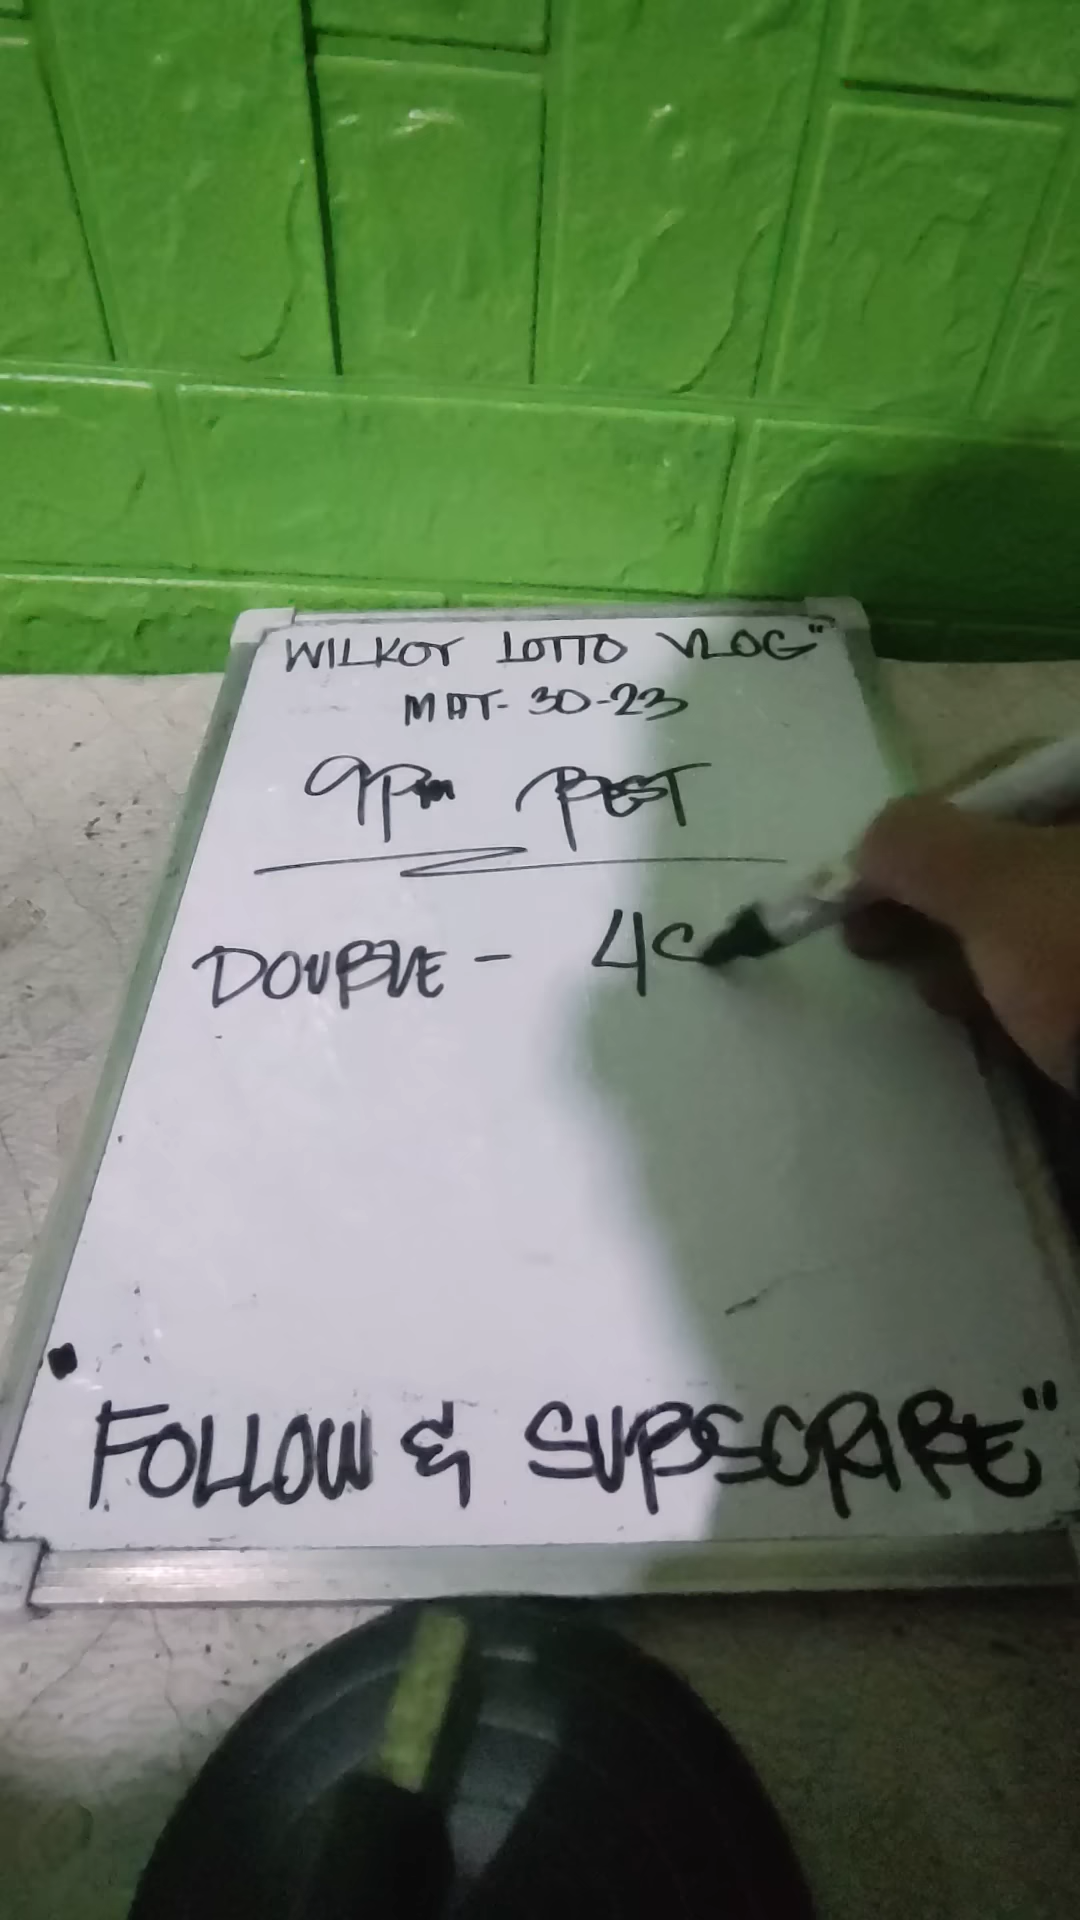 WILKOY LOTTO VLOG"
MAY-30-23
9Pm BEST
DOUBLE - 4
FOLLOW & SUBSCRIBE"